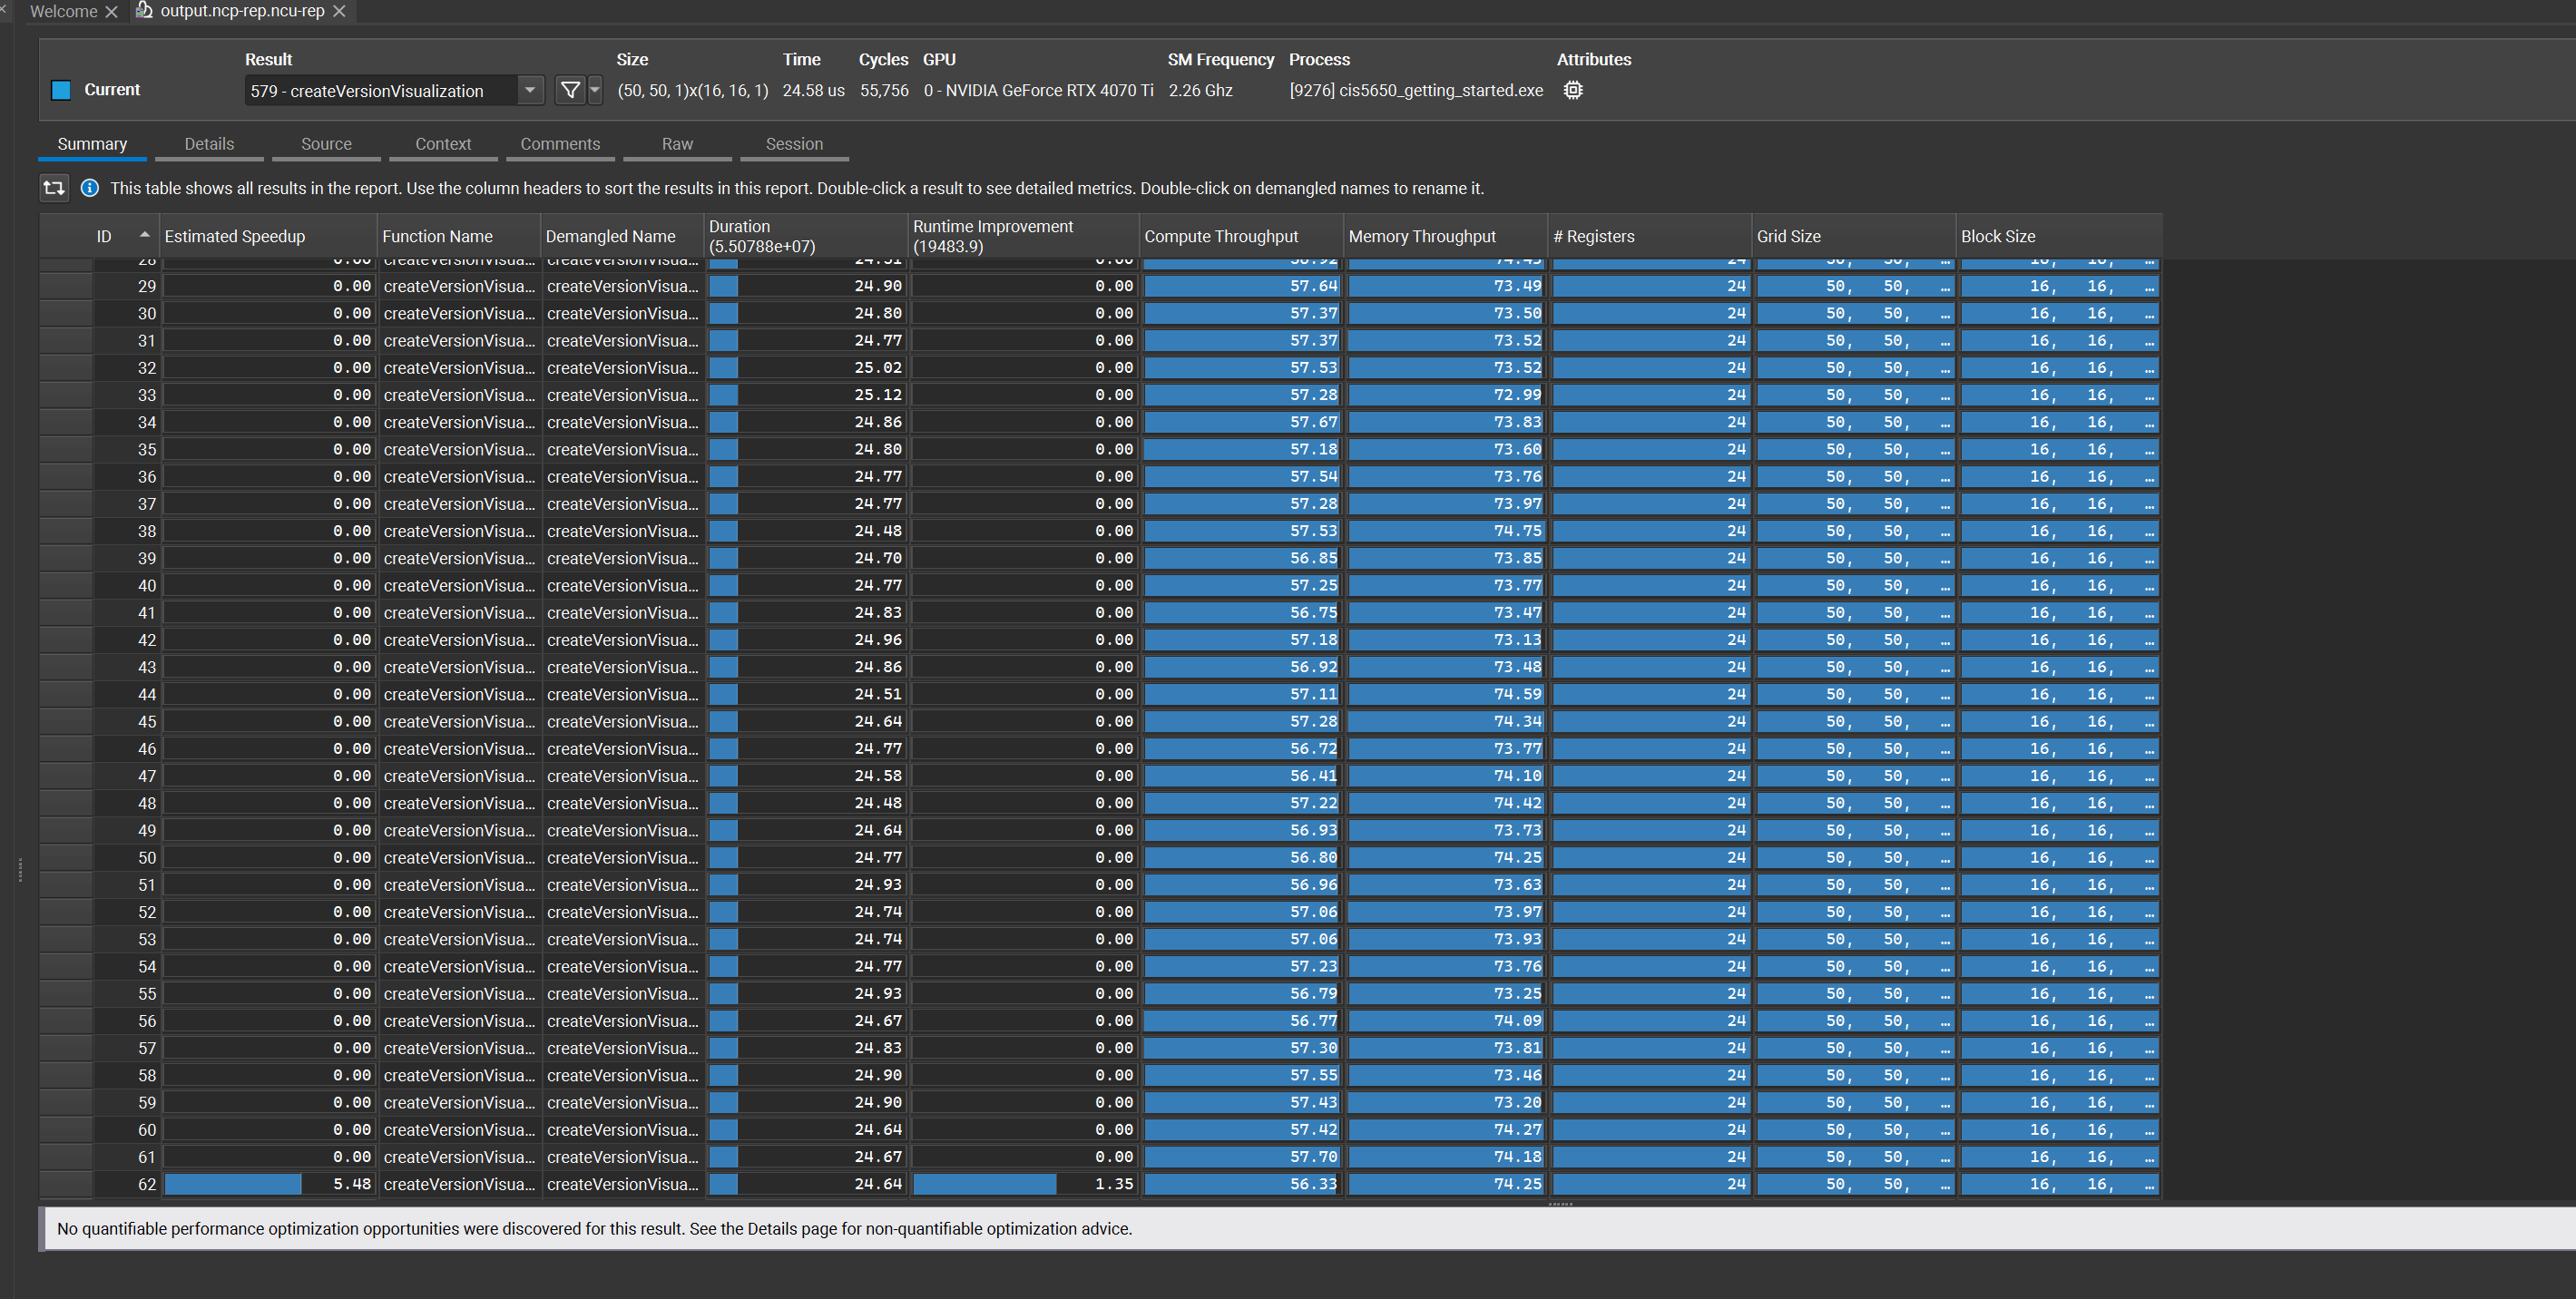 Welcome output.ncp-rep.ncu-rep
Result Size Time Cycles GPU SM Frequency Process Attributes
Current 579 - createVersionVisualization (50, 50, 1)x(16, 16, 1) 24.58 us 55,756 0 - NVIDIA GeForce RTX 4070 Ti 2.26 Ghz [9276] cis5650_getting_started.exe
Summary Details Source Context Comments Raw Session
This table shows all results in the report. Use the column headers to sort the results in this report. Double-click a result to see detailed metrics. Double-click on demangled names to rename it.
ID Estimated Speedup Function Name Demangled Name Duration (5.50788e+07) Runtime Improvement (19483.9) Compute Throughput Memory Throughput # Registers Grid Size Block Size
29 0.00 createVersionVisua... createVersionVisua... 24.90 0.00 57.64 73.49 24 50, 50, … 16, 16, …
30 0.00 createVersionVisua... createVersionVisua... 24.80 0.00 57.37 73.50 24 50, 50, … 16, 16, …
31 0.00 createVersionVisua... createVersionVisua... 24.77 0.00 57.37 73.52 24 50, 50, … 16, 16, …
32 0.00 createVersionVisua... createVersionVisua... 25.02 0.00 57.53 73.52 24 50, 50, … 16, 16, …
33 0.00 createVersionVisua... createVersionVisua... 25.12 0.00 57.28 72.99 24 50, 50, … 16, 16, …
34 0.00 createVersionVisua... createVersionVisua... 24.86 0.00 57.67 73.83 24 50, 50, … 16, 16, …
35 0.00 createVersionVisua... createVersionVisua... 24.80 0.00 57.18 73.60 24 50, 50, … 16, 16, …
36 0.00 createVersionVisua... createVersionVisua... 24.77 0.00 57.54 73.76 24 50, 50, … 16, 16, …
37 0.00 createVersionVisua... createVersionVisua... 24.77 0.00 57.28 73.97 24 50, 50, … 16, 16, …
38 0.00 createVersionVisua... createVersionVisua... 24.48 0.00 57.53 74.75 24 50, 50, … 16, 16, …
39 0.00 createVersionVisua... createVersionVisua... 24.70 0.00 56.85 73.85 24 50, 50, … 16, 16, …
40 0.00 createVersionVisua... createVersionVisua... 24.77 0.00 57.25 73.77 24 50, 50, … 16, 16, …
41 0.00 createVersionVisua... createVersionVisua... 24.83 0.00 56.75 73.47 24 50, 50, … 16, 16, …
42 0.00 createVersionVisua... createVersionVisua... 24.96 0.00 57.18 73.13 24 50, 50, … 16, 16, …
43 0.00 createVersionVisua... createVersionVisua... 24.86 0.00 56.92 73.48 24 50, 50, … 16, 16, …
44 0.00 createVersionVisua... createVersionVisua... 24.51 0.00 57.11 74.59 24 50, 50, … 16, 16, …
45 0.00 createVersionVisua... createVersionVisua... 24.64 0.00 57.28 74.34 24 50, 50, … 16, 16, …
46 0.00 createVersionVisua... createVersionVisua... 24.77 0.00 56.72 73.77 24 50, 50, … 16, 16, …
47 0.00 createVersionVisua... createVersionVisua... 24.58 0.00 56.41 74.10 24 50, 50, … 16, 16, …
48 0.00 createVersionVisua... createVersionVisua... 24.48 0.00 57.22 74.42 24 50, 50, … 16, 16, …
49 0.00 createVersionVisua... createVersionVisua... 24.64 0.00 56.93 73.73 24 50, 50, … 16, 16, …
50 0.00 createVersionVisua... createVersionVisua... 24.77 0.00 56.80 74.25 24 50, 50, … 16, 16, …
51 0.00 createVersionVisua... createVersionVisua... 24.93 0.00 56.96 73.63 24 50, 50, … 16, 16, …
52 0.00 createVersionVisua... createVersionVisua... 24.74 0.00 57.06 73.97 24 50, 50, … 16, 16, …
53 0.00 createVersionVisua... createVersionVisua... 24.74 0.00 57.06 73.93 24 50, 50, … 16, 16, …
54 0.00 createVersionVisua... createVersionVisua... 24.77 0.00 57.23 73.76 24 50, 50, … 16, 16, …
55 0.00 createVersionVisua... createVersionVisua... 24.93 0.00 56.79 73.25 24 50, 50, … 16, 16, …
56 0.00 createVersionVisua... createVersionVisua... 24.67 0.00 56.77 74.09 24 50, 50, … 16, 16, …
57 0.00 createVersionVisua... createVersionVisua... 24.83 0.00 57.30 73.81 24 50, 50, … 16, 16, …
58 0.00 createVersionVisua... createVersionVisua... 24.90 0.00 57.55 73.46 24 50, 50, … 16, 16, …
59 0.00 createVersionVisua... createVersionVisua... 24.90 0.00 57.43 73.20 24 50, 50, … 16, 16, …
60 0.00 createVersionVisua... createVersionVisua... 24.64 0.00 57.42 74.27 24 50, 50, … 16, 16, …
61 0.00 createVersionVisua... createVersionVisua... 24.67 0.00 57.70 74.18 24 50, 50, … 16, 16, …
62 5.48 createVersionVisua... createVersionVisua... 24.64 1.35 56.33 74.25 24 50, 50, … 16, 16, …
No quantifiable performance optimization opportunities were discovered for this result. See the Details page for non-quantifiable optimization advice.